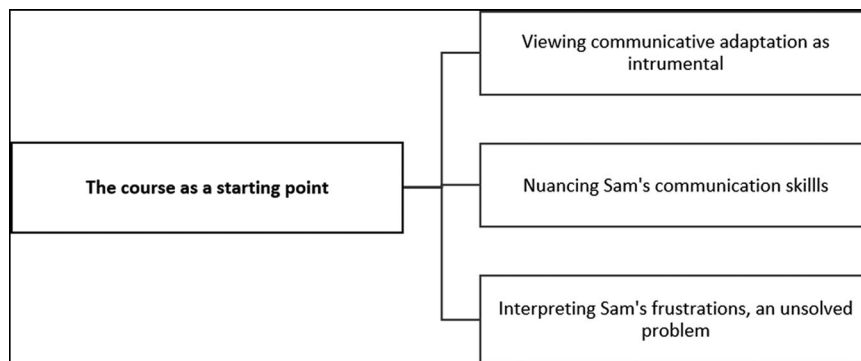 Viewing communicative adaptation as
intrumental
The course as a starting point
Nuancing Sam's communication skillls
Interpreting Sam's frustrations, an unsolved
problem